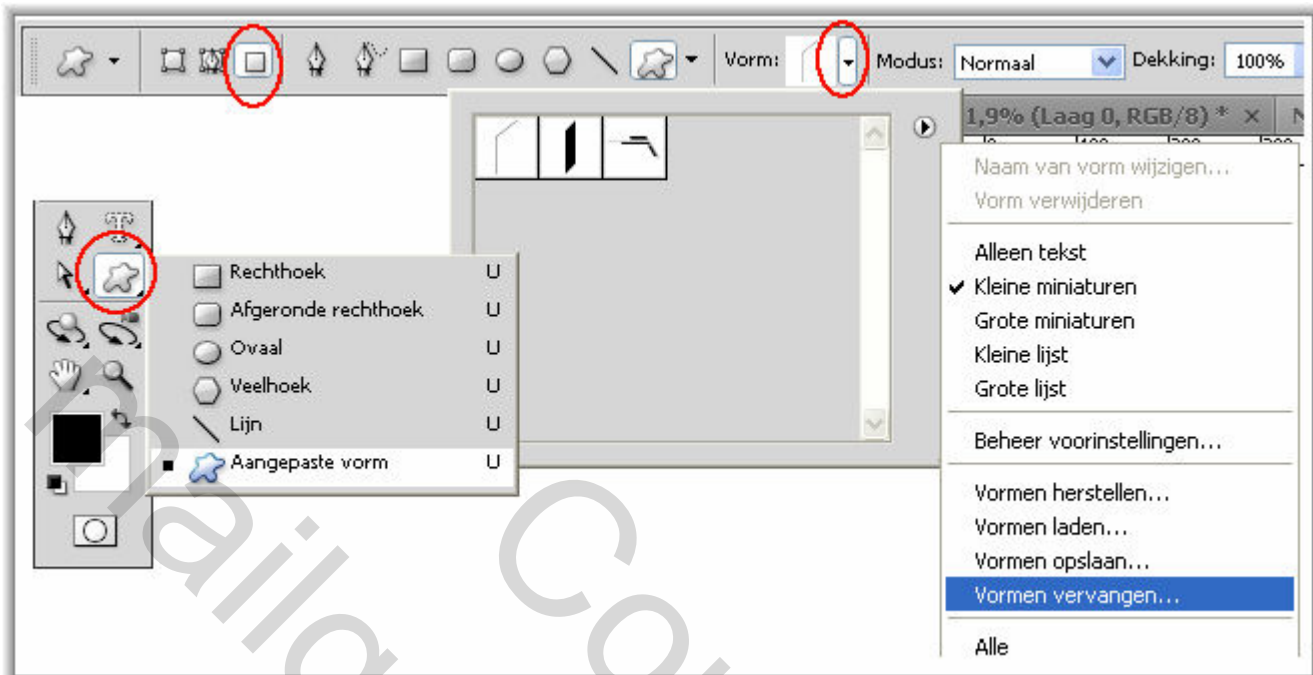 Vorm:
Modus:
Normaal
Dekking:
100%
1,9% (Laag 0, RGB/8) * ×
Naam van vorm wijzigen...
Vorm verwijderen
Alleen tekst
Kleine miniaturen
Grote miniaturen
Kleine lijst
Grote lijst
Beheer voorinstellingen...
Vormen herstellen...
Vormen laden...
Vormen opslaan...
Vormen vervangen...
Alle
Rechthoek U
Afgeronde rechthoek U
Ovaal U
Veelhoek U
Lijn U
Aangepaste vorm U